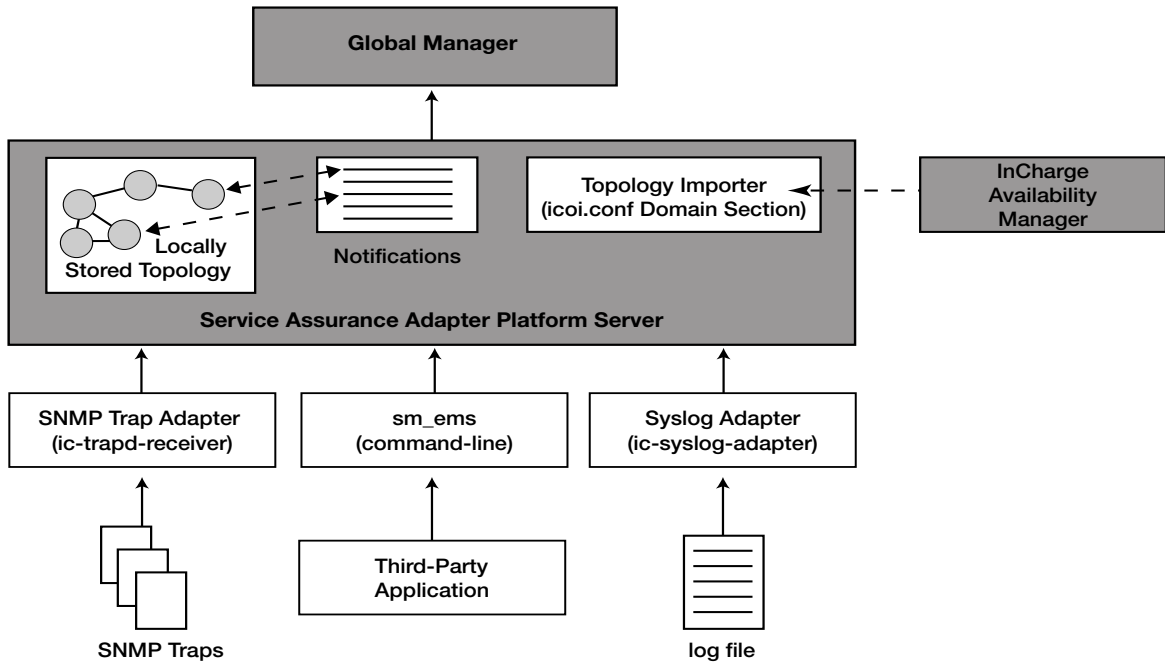 Global Manager
Locally
Stored Topology
Notifications
Topology Importer
(icoi.conf Domain Section)
InCharge
Availability
Manager
Service Assurance Adapter Platform Server
SNMP Trap Adapter
(ic-trapd-receiver)
sm_ems
(command-line)
Syslog Adapter
(ic-syslog-adapter)
Third-Party
Application
SNMP Traps
log file